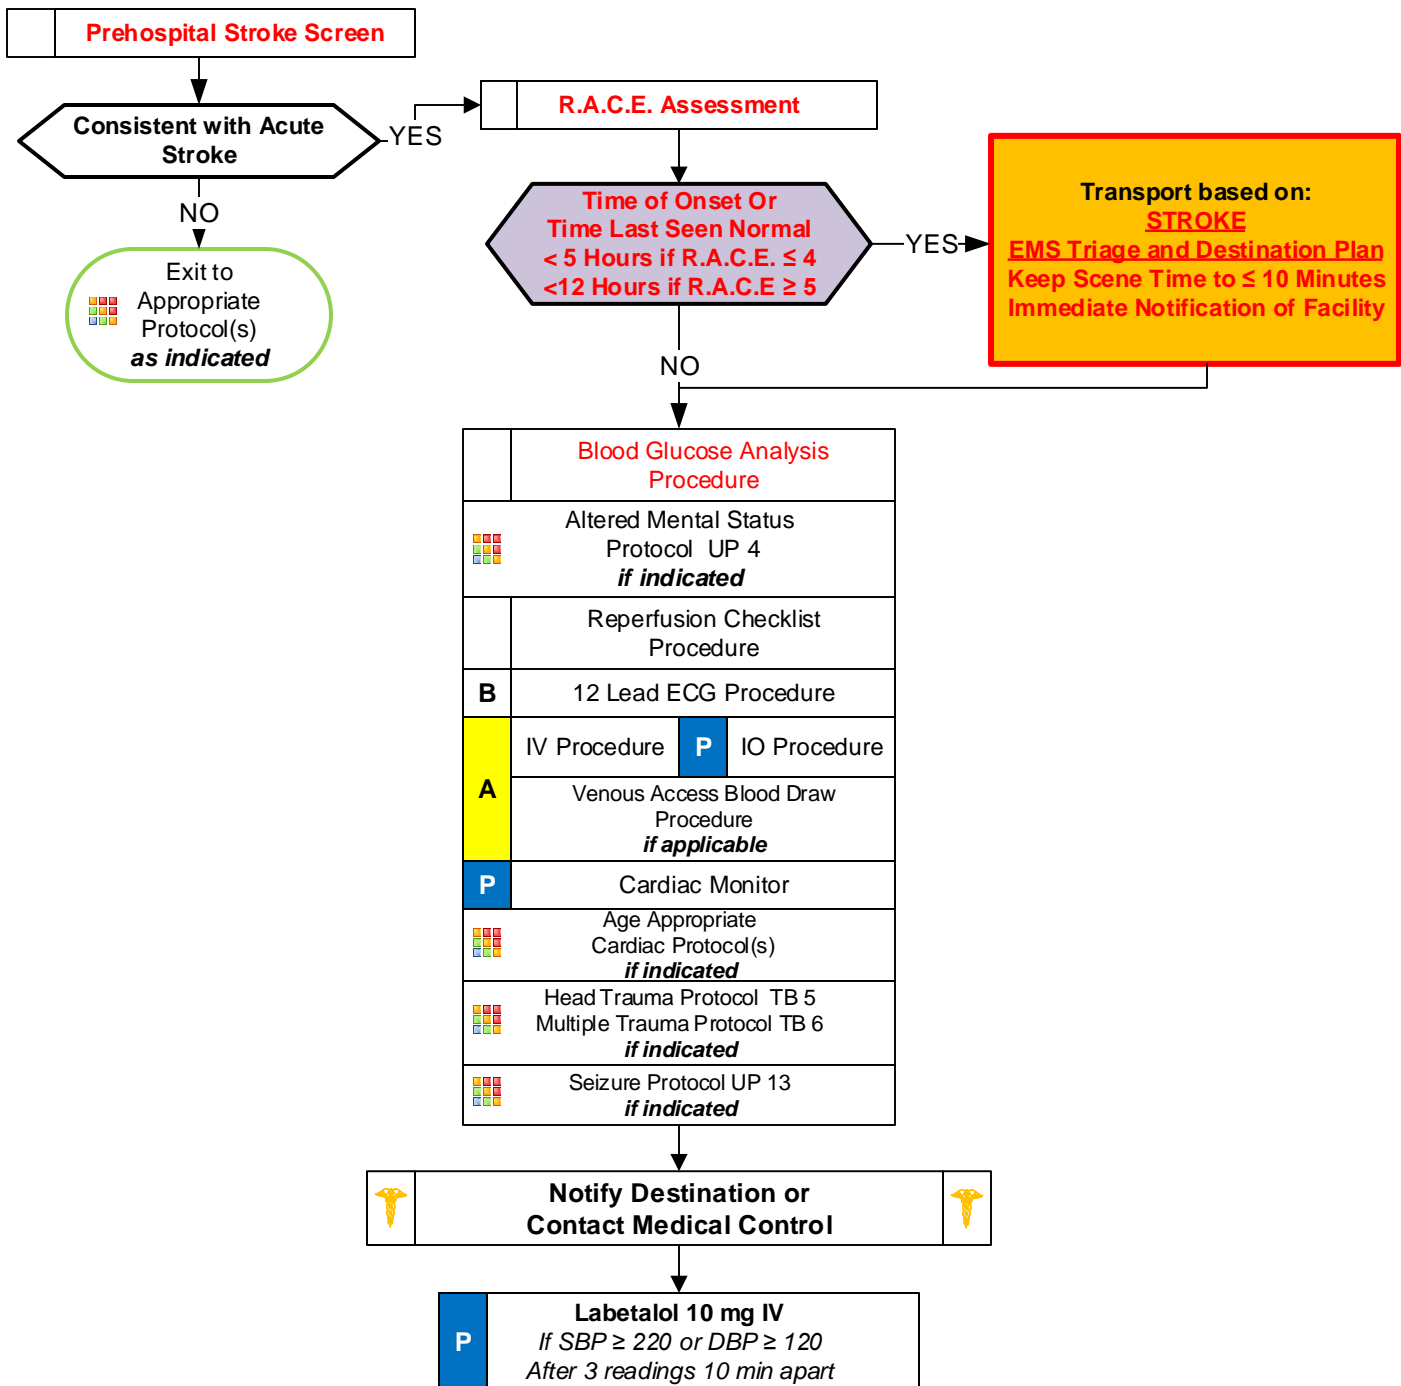 Prehospital Stroke Screen
Consistent with Acute
Stroke
YES
NO
Exit to
Appropriate
Protocol(s)
as indicated
R.A.C.E. Assessment
Time of Onset Or
Time Last Seen Normal
< 5 Hours if R.A.C.E. ≤ 4
<12 Hours if R.A.C.E ≥ 5
YES
Transport based on:
STROKE
EMS Triage and Destination Plan
Keep Scene Time to ≤ 10 Minutes
Immediate Notification of Facility
NO
Blood Glucose Analysis
Procedure
Altered Mental Status
Protocol UP 4
if indicated
Reperfusion Checklist
Procedure
B
12 Lead ECG Procedure
A
IV Procedure
P
IO Procedure
Venous Access Blood Draw
Procedure
if applicable
P
Cardiac Monitor
Age Appropriate
Cardiac Protocol(s)
if indicated
Head Trauma Protocol TB 5
Multiple Trauma Protocol TB 6
if indicated
Seizure Protocol UP 13
if indicated
Notify Destination or
Contact Medical Control
P
Labetalol 10 mg IV
If SBP ≥ 220 or DBP ≥ 120
After 3 readings 10 min apart